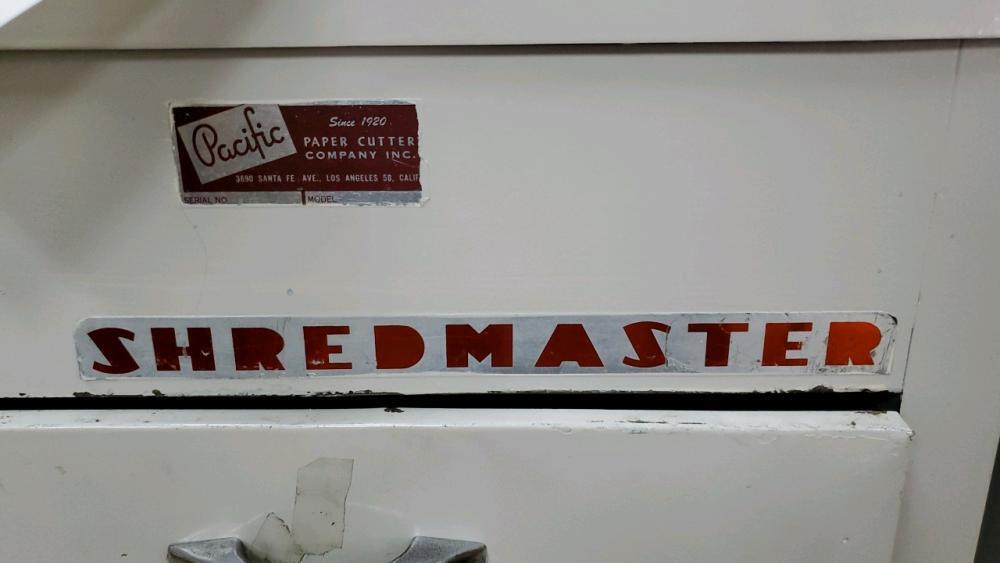 Pacific
Since 1920
PAPER CUTTER
COMPANY INC.
3690 SANTA FE AVE., LOS ANGELES 58, CALIF
SERIAL NO.
MODEL
SHREDMASTER